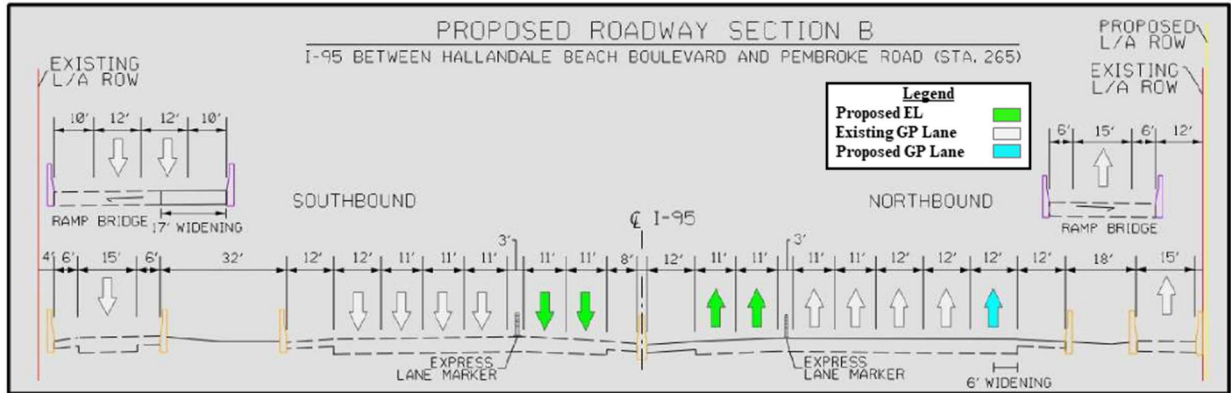 PROPOSED ROADWAY SECTION B
I-95 BETWEEN HALLANDALE BEACH BOULEVARD AND PEMBROKE ROAD (STA. 265)
PROPOSED
L/A ROW
EXISTING
L/A ROW
EXISTING
L/A ROW
Legend
Proposed EL
Existing GP Lane
Proposed GP Lane
10' 12' 12' 10'
6' 15' 6' 12'
SOUTHBOUND
NORTHBOUND
RAMP BRIDGE
17' WIDENING
℄ I-95
RAMP BRIDGE
3'
3'
4' 6' 15' 6' 32' 12' 12' 11' 11' 11' 11' 11' 8' 12' 11' 11' 11' 11' 12' 12' 12' 12' 18' 15'
EXPRESS
LANE MARKER
EXPRESS
LANE MARKER
6' WIDENING